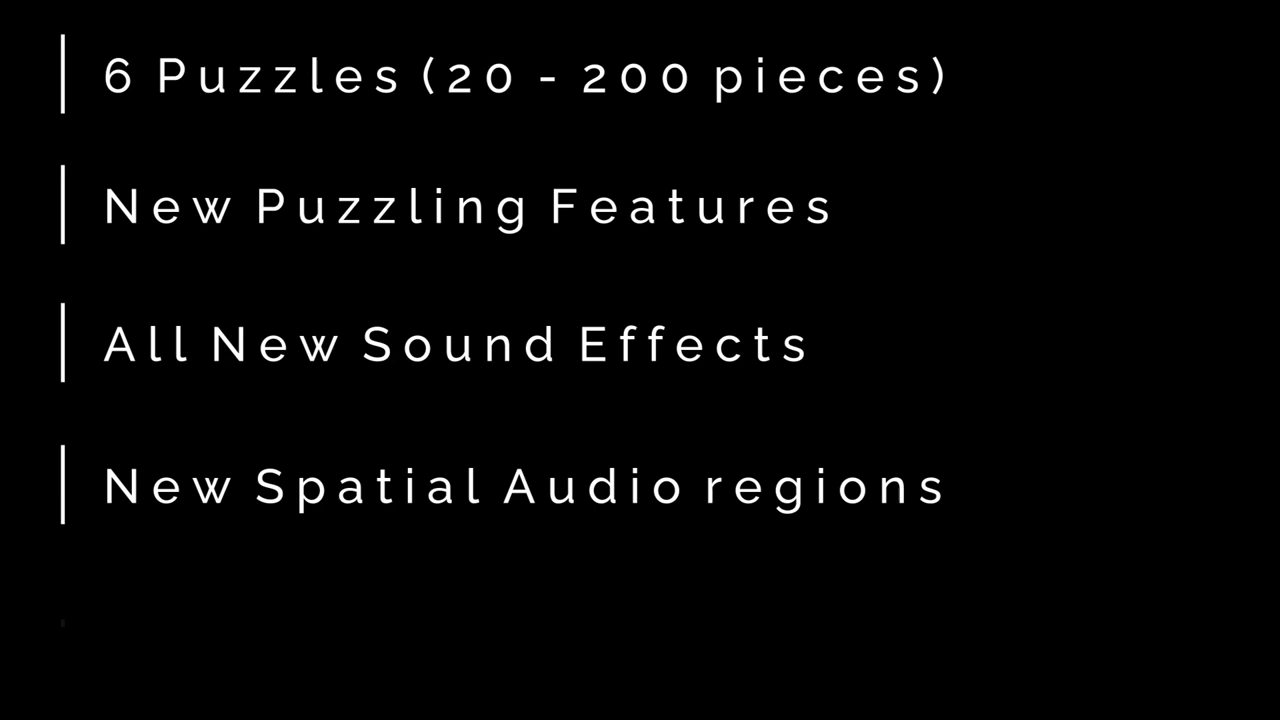 6 Puzzles (20 - 200 pieces)
New Puzzling Features
All New Sound Effects
New Spatial Audio regions